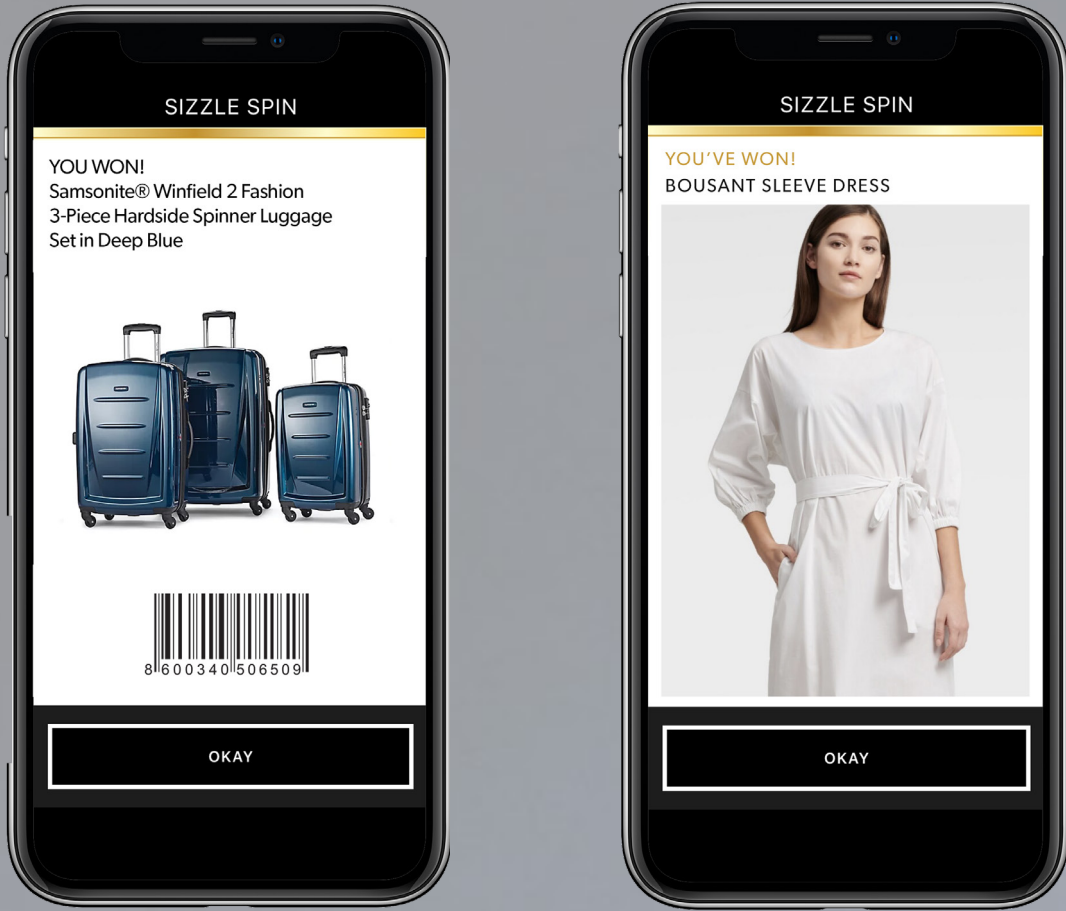 SIZZLE SPIN
YOU WON!
Samsonite® Winfield 2 Fashion
3-Piece Hardside Spinner Luggage
Set in Deep Blue
8 600340 506509
OKAY
SIZZLE SPIN
YOU'VE WON!
BOUSANT SLEEVE DRESS
OKAY